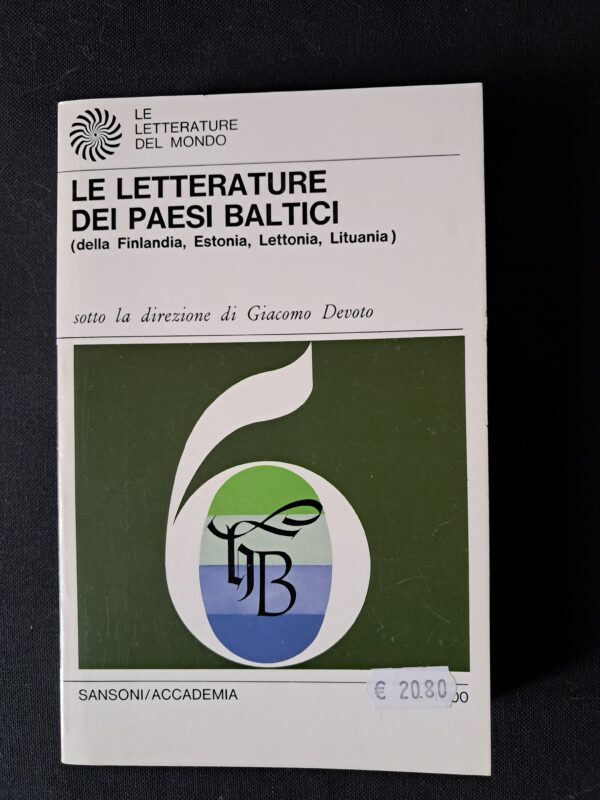 LE
LETTERATURE
DEL MONDO
LE LETTERATURE
DEI PAESI BALTICI
(della Finlandia, Estonia, Lettonia, Lituania)
sotto la direzione di Giacomo Devoto
6
B
SANSONI/ACCADEMIA
€ 20.80
00